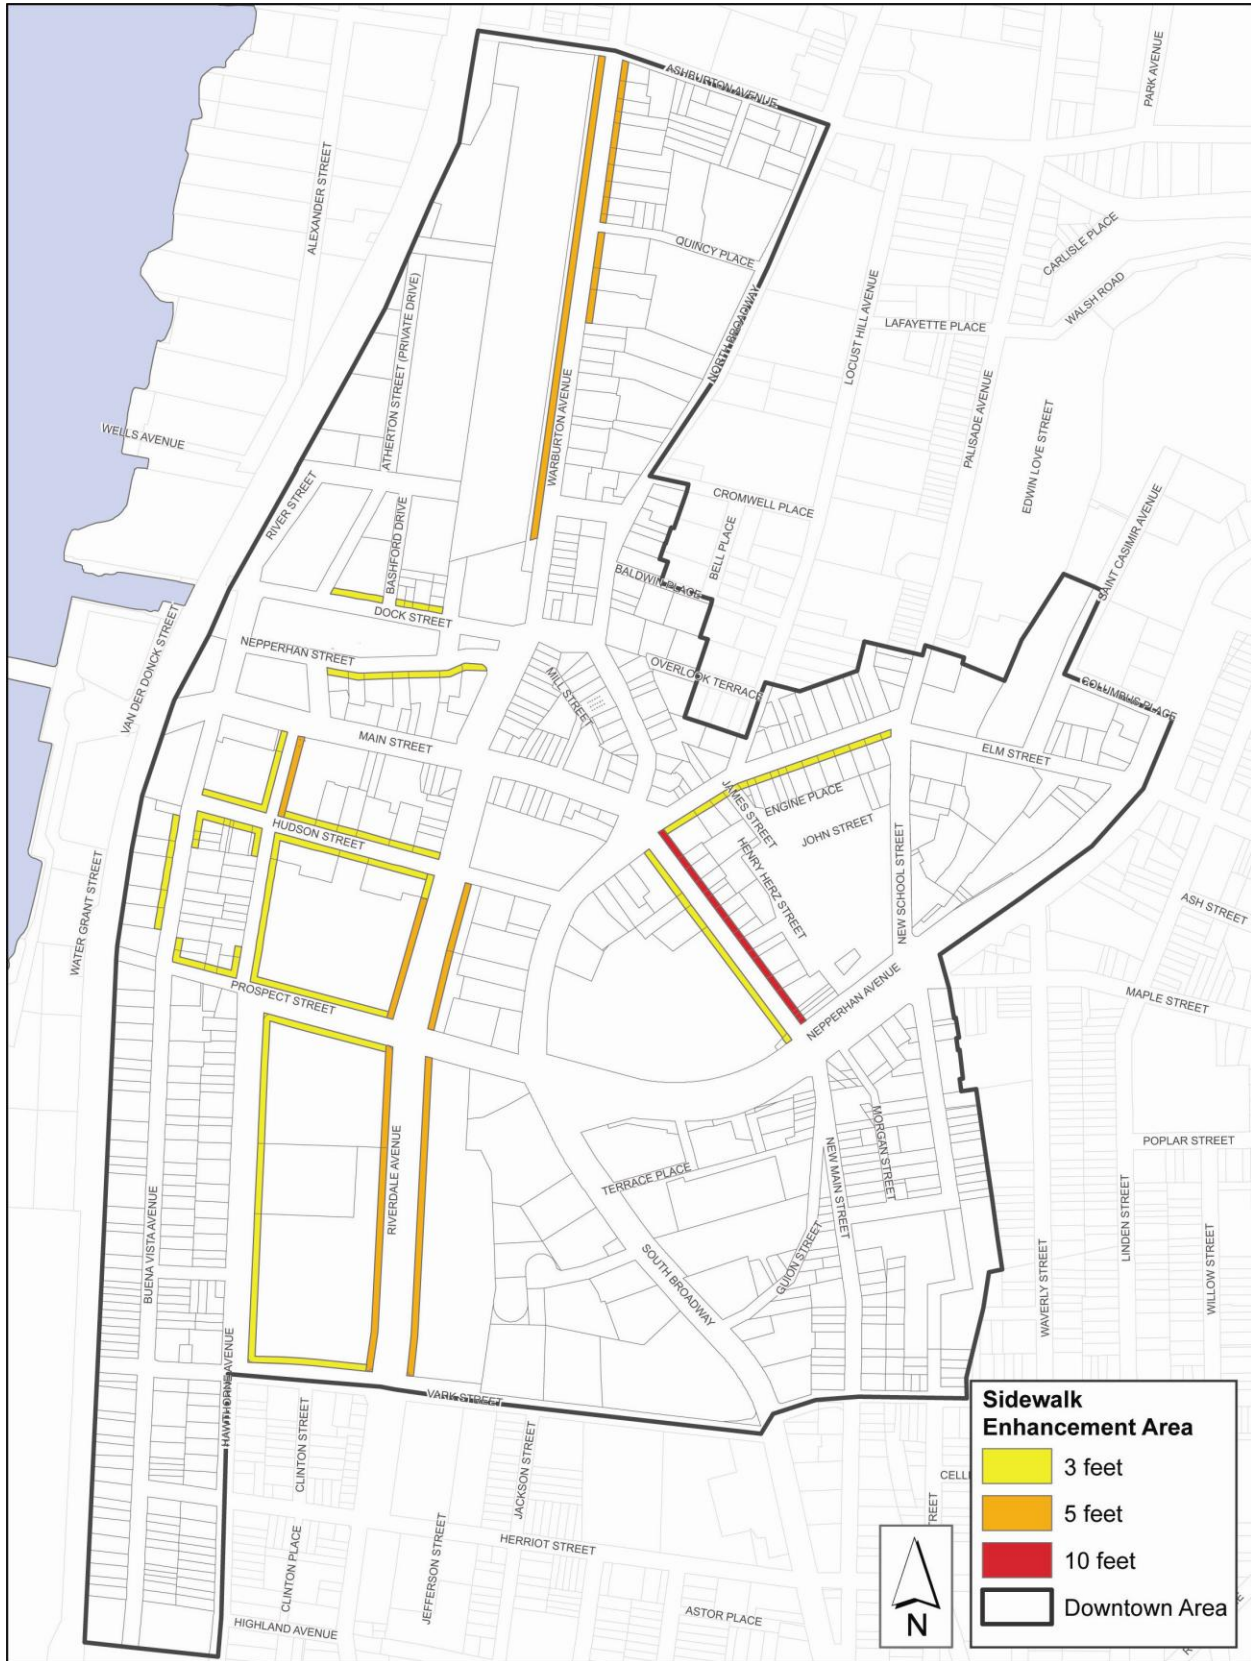 ASHBURTON AVENUE
PARK AVENUE
ALEXANDER STREET
QUINCY PLACE
CARLISLE PLACE
WALSH ROAD
ATHERTON STREET (PRIVATE DRIVE)
NORTH BROADWAY
LOCUST HILL AVENUE
LAFAYETTE PLACE
WARBURTON AVENUE
PALISADE AVENUE
EDWIN LOVE STREET
WELLS AVENUE
RIVER STREET
CROMWELL PLACE
SAINT CASIMIR AVENUE
BASHFORD DRIVE
BELL PLACE
BALDWIN PLACE
DOCK STREET
NEPPERHAN STREET
VAN DER DONCK STREET
MILL STREET
OVERLOOK TERRACE
COLUMBUS PLACE
MAIN STREET
ELM STREET
JAMES STREET
ENGINE PLACE
HUDSON STREET
JOHN STREET
HENRY HERZ STREET
NEW SCHOOL STREET
ASH STREET
WATER GRANT STREET
PROSPECT STREET
NEPPERHAN AVENUE
MAPLE STREET
MORGAN STREET
POPLAR STREET
TERRACE PLACE
NEW MAIN STREET
RIVERDALE AVENUE
LINDEN STREET
BUENA VISTA AVENUE
SOUTH BROADWAY
GUION STREET
WAVERLY STREET
WILLOW STREET
HAWTHORNE AVENUE
VARK STREET
CLINTON STREET
JACKSON STREET
HERRIOT STREET
CLINTON PLACE
JEFFERSON STREET
ASTOR PLACE
HIGHLAND AVENUE
CELLI
STREET
N
Sidewalk
Enhancement Area
3 feet
5 feet
10 feet
Downtown Area